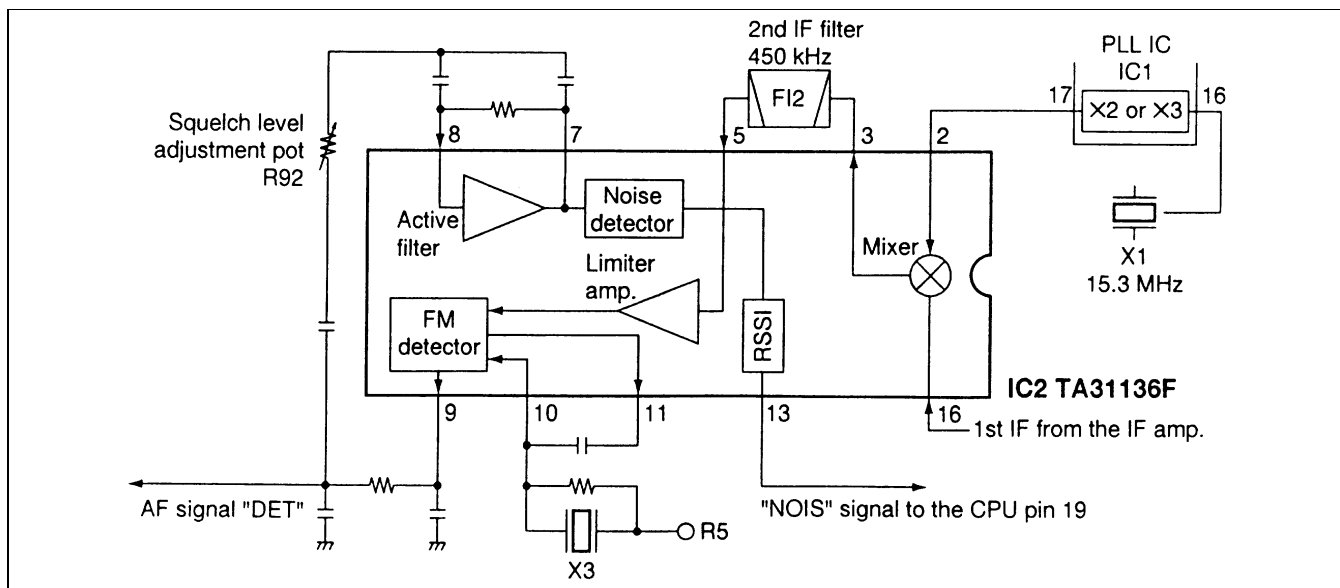 2nd IF filter
450 kHz
FI2
PLL IC
IC1
17
X2 or X3
16
Squelch level
adjustment pot
R92
8
7
5
3
2
Active
filter
Noise
detector
Mixer
X1
15.3 MHz
Limiter
amp.
FM
detector
RSSI
IC2 TA31136F
9
10
11
13
16
1st IF from the IF amp.
AF signal "DET"
"NOIS" signal to the CPU pin 19
R5
X3